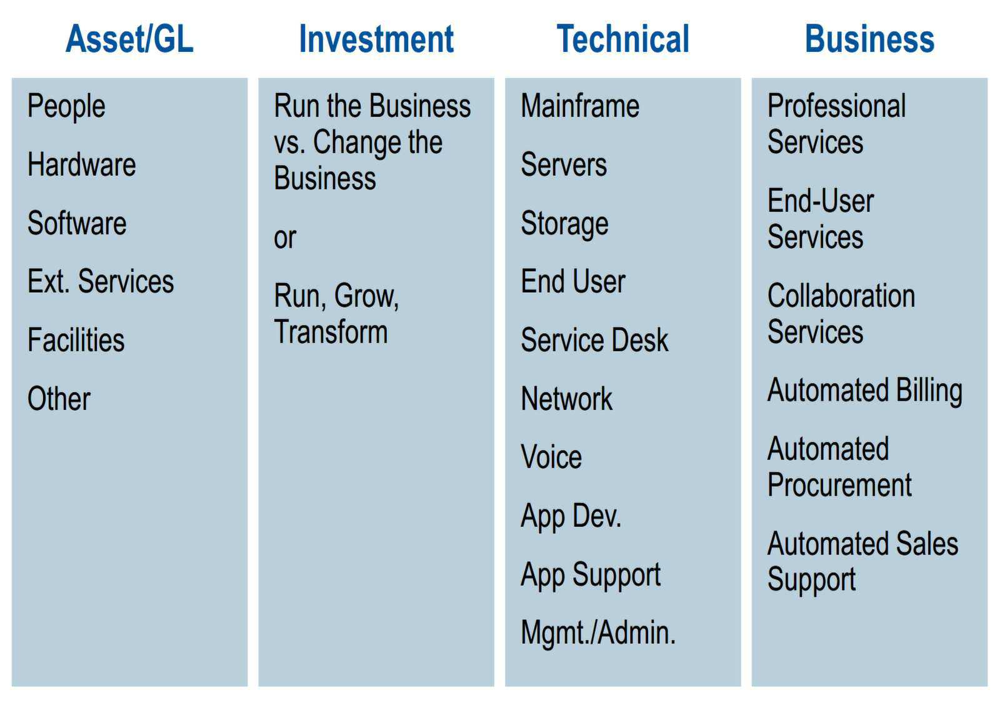 Asset/GL
People
Hardware
Software
Ext. Services
Facilities
Other
Investment
Run the Business
vs. Change the
Business
or
Run, Grow,
Transform
Technical
Mainframe
Servers
Storage
End User
Service Desk
Network
Voice
App Dev.
App Support
Mgmt./Admin.
Business
Professional
Services
End-User
Services
Collaboration
Services
Automated Billing
Automated
Procurement
Automated Sales
Support